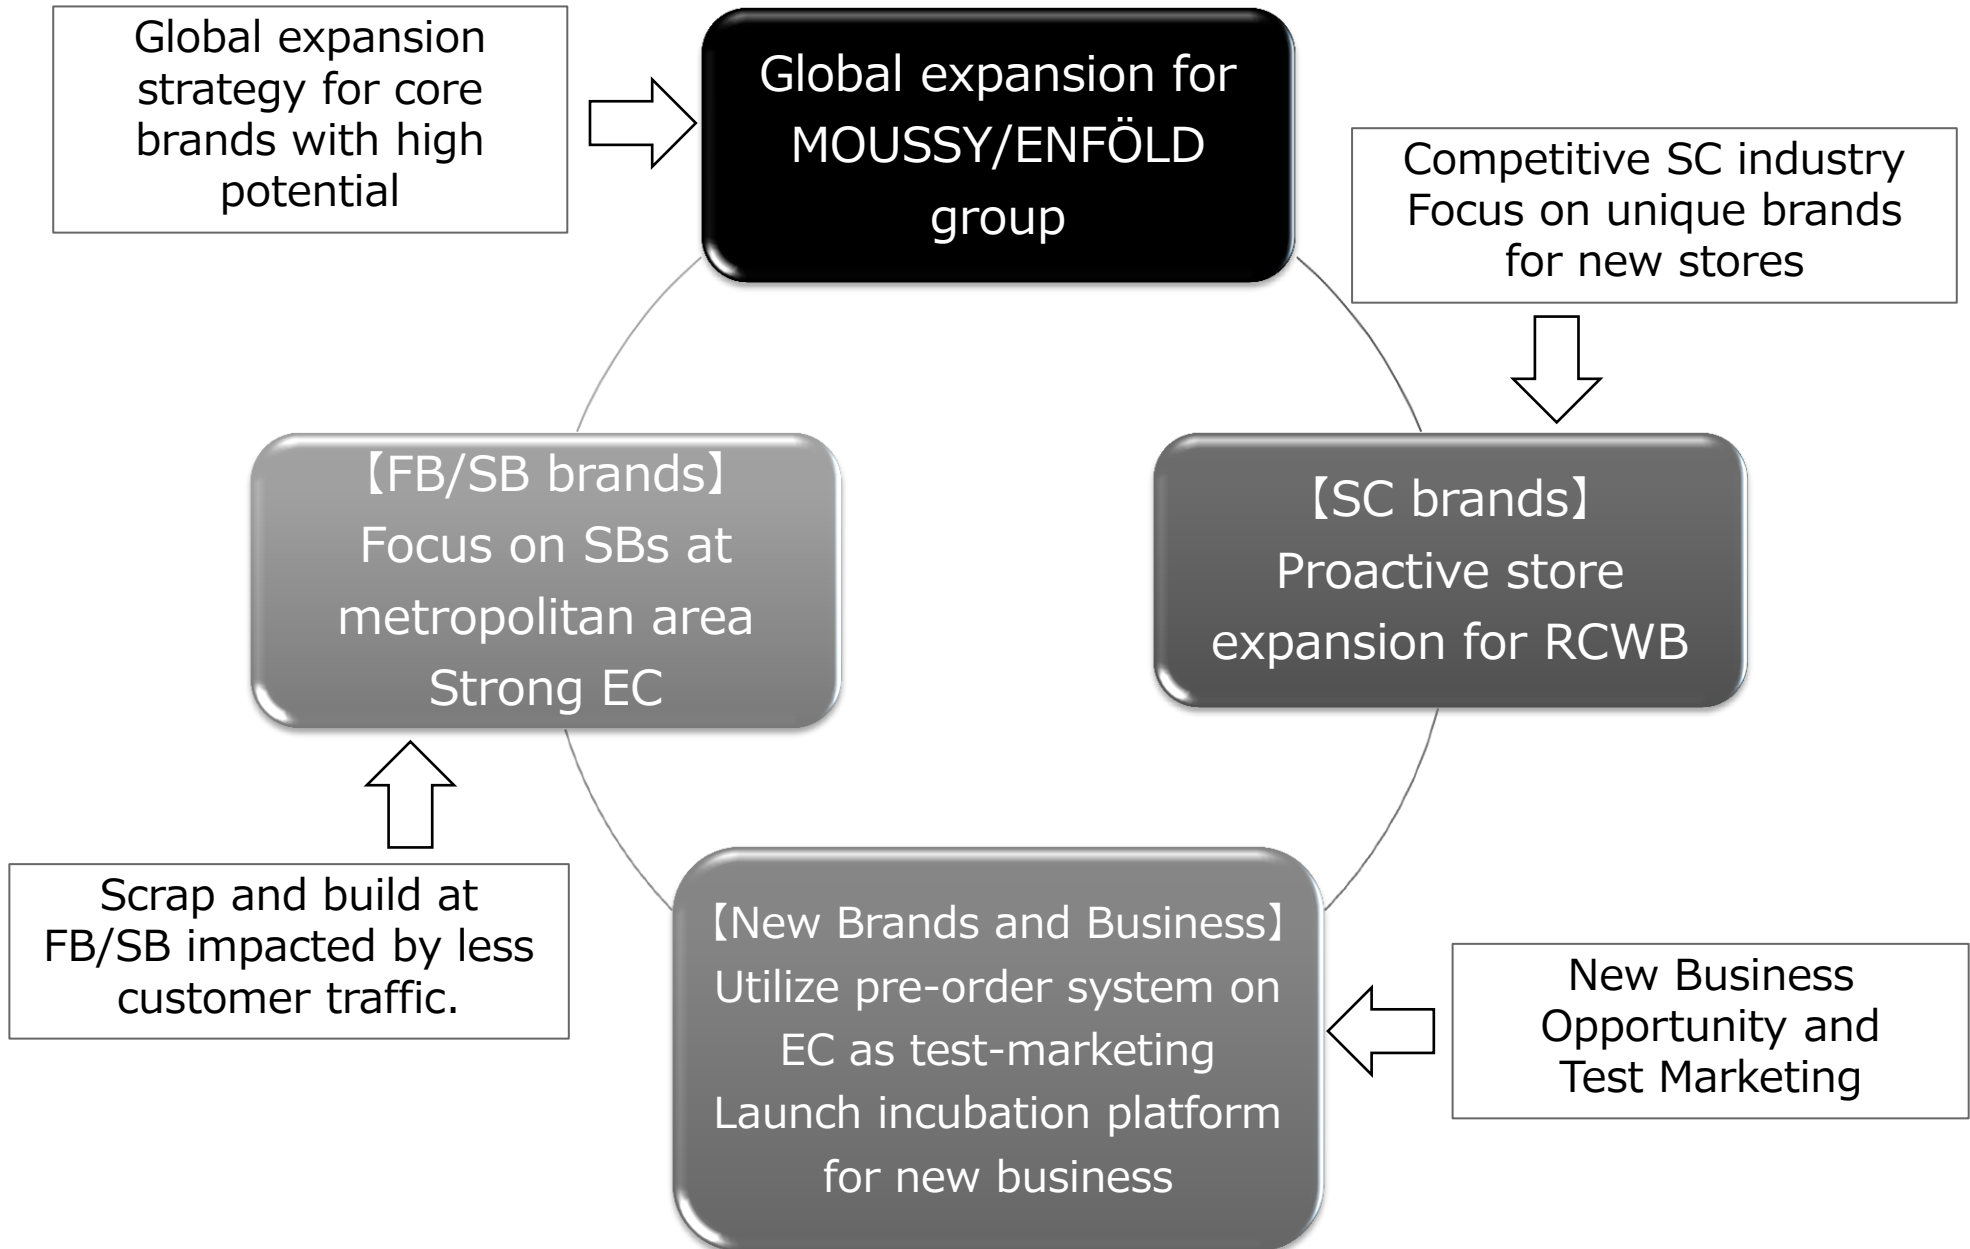 Global expansion
strategy for core
brands with high
potential
Global expansion for
MOUSSY/ENFÖLD
group
Competitive SC industry
Focus on unique brands
for new stores
【FB/SB brands】
Focus on SBs at
metropolitan area
Strong EC
【SC brands】
Proactive store
expansion for RCWB
Scrap and build at
FB/SB impacted by less
customer traffic.
【New Brands and Business】
Utilize pre-order system on
EC as test-marketing
Launch incubation platform
for new business
New Business
Opportunity and
Test Marketing